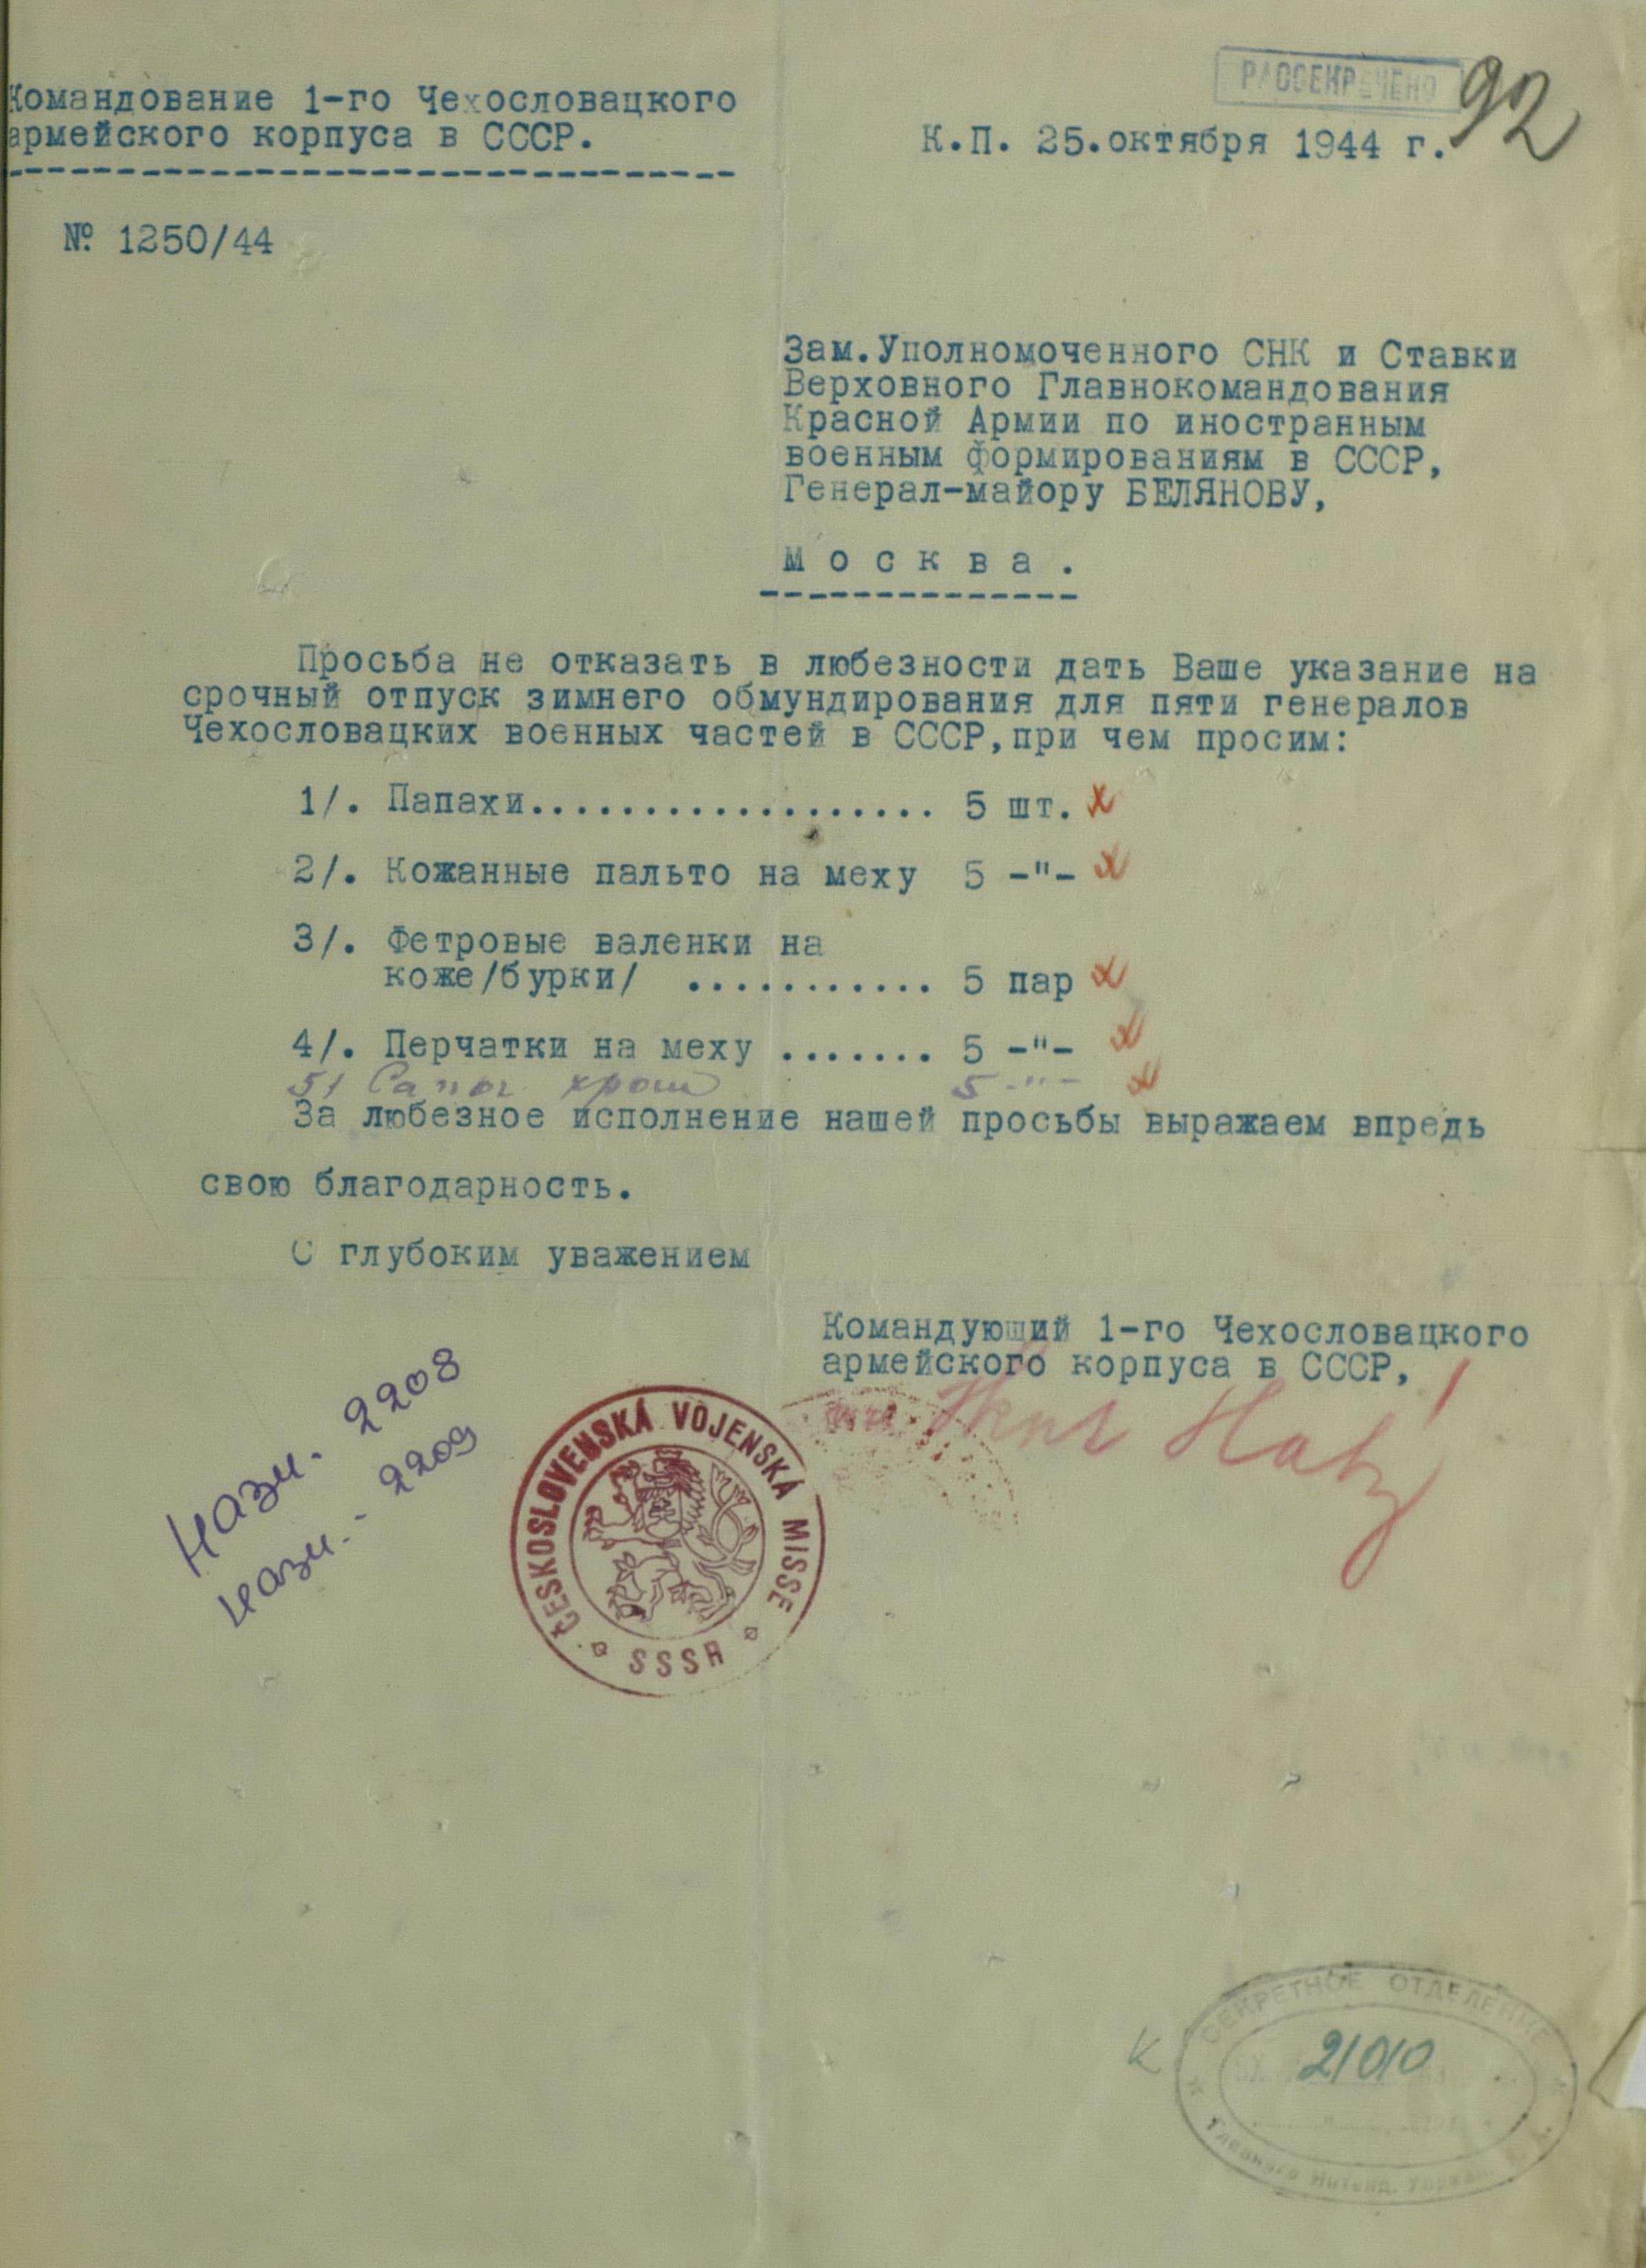 РАССЕКРЕЧЕНО
92
Командование 1-го Чехословацкого
армейского корпуса в СССР.
К.П. 25.октября 1944 г.
№ 1250/44
Зам.Уполномоченного СНК и Ставки
Верховного Главнокомандования
Красной Армии по иностранным
военным формированиям в СССР,
Генерал-майору БЕЛЯНОВУ,
Москва.
Просьба не отказать в любезности дать Ваше указание на
срочный отпуск зимнего обмундирования для пяти генералов
Чехословацких военных частей в СССР,при чем просим:
1/. Папахи.................. 5 шт. х
2/. Кожанные пальто на меху 5 -"- х
3/. Фетровые валенки на
коже/бурки/ ........... 5 пар х
4/. Перчатки на меху ....... 5 -"- х
5/ Сапог хром 5 -"- х
За любезное исполнение нашей просьбы выражаем впредь
свою благодарность.
С глубоким уважением
Командующий 1-го Чехословацкого
армейского корпуса в СССР,
2208
2209
ČESKOSLOVENSKÁ VOJENSKÁ MISSE
SSSR
К
СЕКРЕТНОЕ ОТДЕЛЕНИЕ
21010
Главного Интенд. Управ.